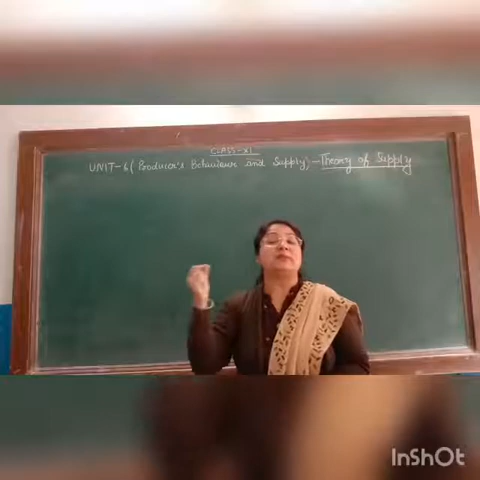 CLASS-XI
UNIT-6 ( Producer's Behaviour and Supply) - Theory of Supply
InShOt